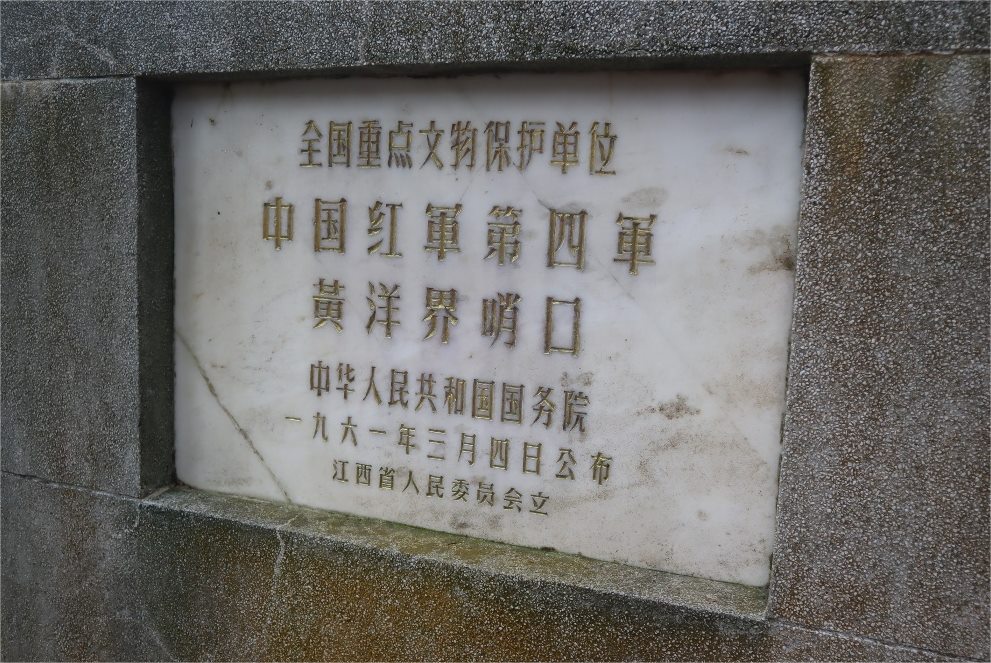 全国重点文物保护单位
中国红軍第四軍
黄洋界哨口
中华人民共和国国务院
一九六一年三月四日公布
江西省人民委员会立